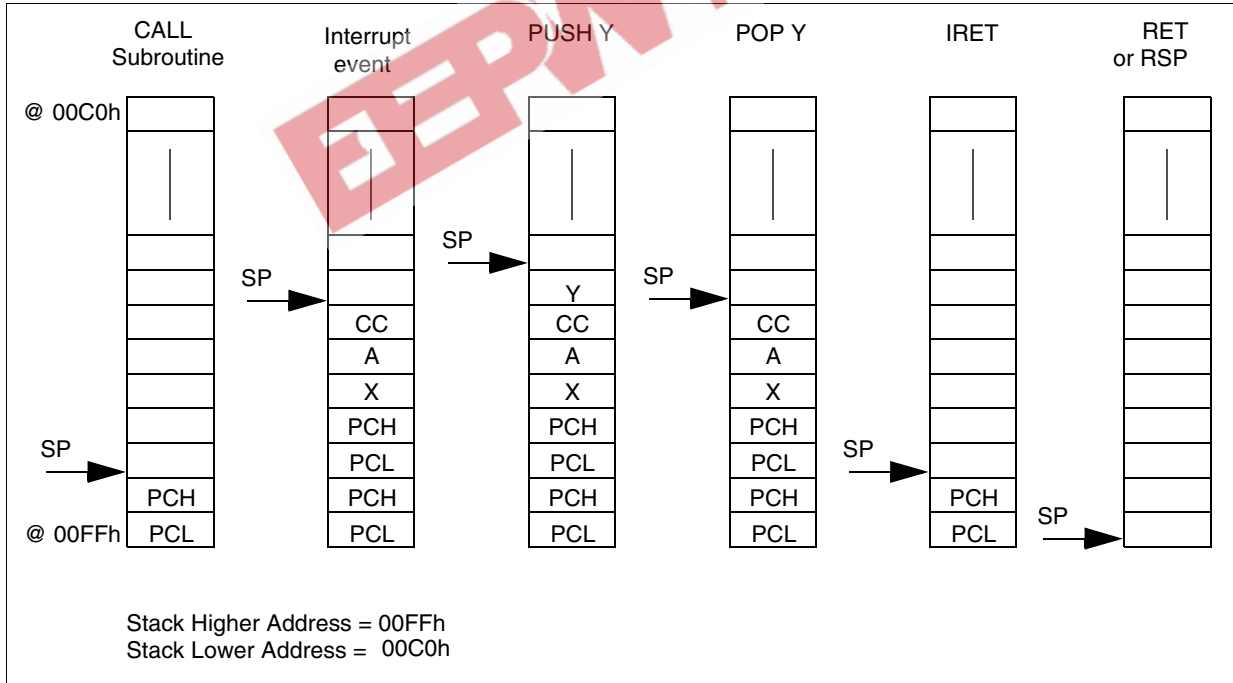 CALL
Subroutine
Interrupt
event
PUSH Y
POP Y
IRET
RET
or RSP
@ 00C0h
SP
SP
SP
Y
CC
CC
CC
A
A
A
X
X
X
PCH
PCH
PCH
SP
SP
PCL
PCL
PCL
PCH
PCH
PCH
PCH
PCH
SP
@ 00FFh
PCL
PCL
PCL
PCL
PCL
Stack Higher Address = 00FFh
Stack Lower Address = 00C0h